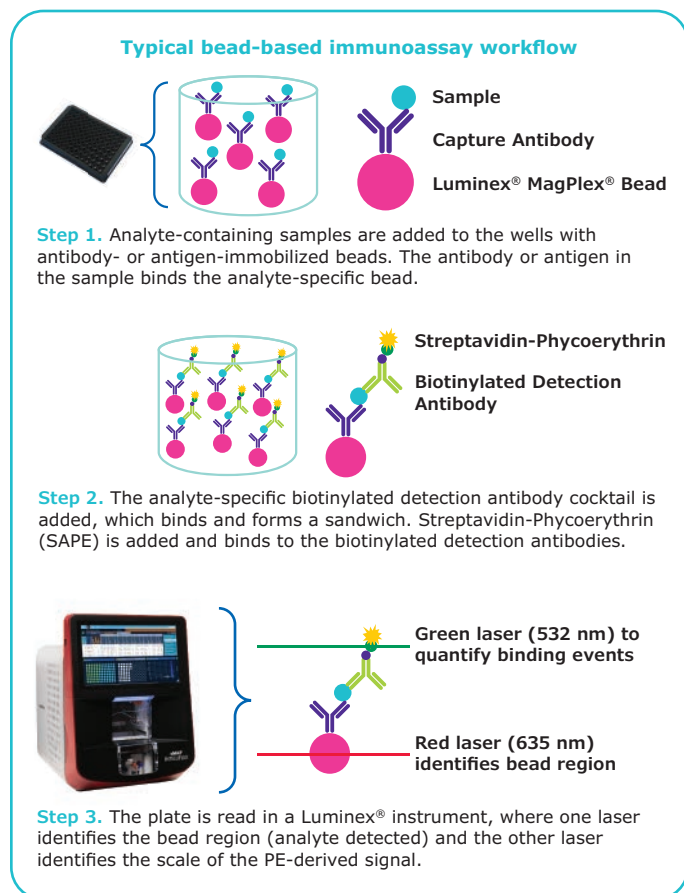 Typical bead-based immunoassay workflow
Sample
Capture Antibody
Luminex® MagPlex® Bead
Step 1. Analyte-containing samples are added to the wells with
antibody- or antigen-immobilized beads. The antibody or antigen in
the sample binds the analyte-specific bead.
Streptavidin-Phycoerythrin
Biotinylated Detection
Antibody
Step 2. The analyte-specific biotinylated detection antibody cocktail is
added, which binds and forms a sandwich. Streptavidin-Phycoerythrin
(SAPE) is added and binds to the biotinylated detection antibodies.
Green laser (532 nm) to
quantify binding events
Red laser (635 nm)
identifies bead region
Step 3. The plate is read in a Luminex® instrument, where one laser
identifies the bead region (analyte detected) and the other laser
identifies the scale of the PE-derived signal.